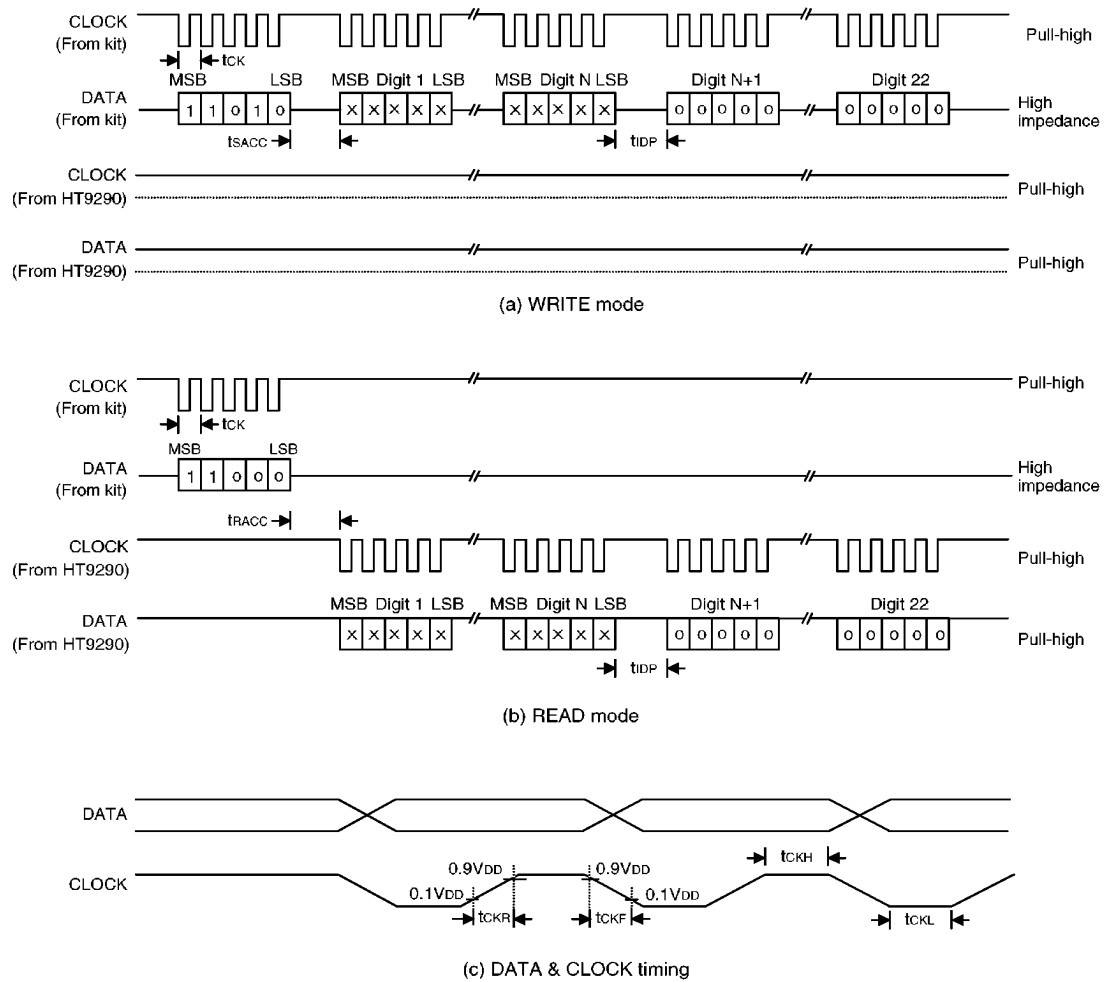 CLOCK
(From kit)
Pull-high
tCK
MSB LSB MSB Digit 1 LSB MSB Digit N LSB Digit N+1 Digit 22
DATA
(From kit)
1 1 0 1 0 X X X X X X X X X X 0 0 0 0 0 0 0 0 0 0
High
impedance
tSACC tIDP
CLOCK
(From HT9290)
Pull-high
DATA
(From HT9290)
Pull-high
(a) WRITE mode
CLOCK
(From kit)
Pull-high
tCK
MSB LSB
DATA
(From kit)
1 1 0 0 0
High
impedance
tRACC
CLOCK
(From HT9290)
Pull-high
MSB Digit 1 LSB MSB Digit N LSB Digit N+1 Digit 22
DATA
(From HT9290)
X X X X X X X X X X 0 0 0 0 0 0 0 0 0 0
Pull-high
tIDP
(b) READ mode
DATA
CLOCK
0.9VDD 0.9VDD tCKH
0.1VDD 0.1VDD
tCKR tCKF tCKL
(c) DATA & CLOCK timing